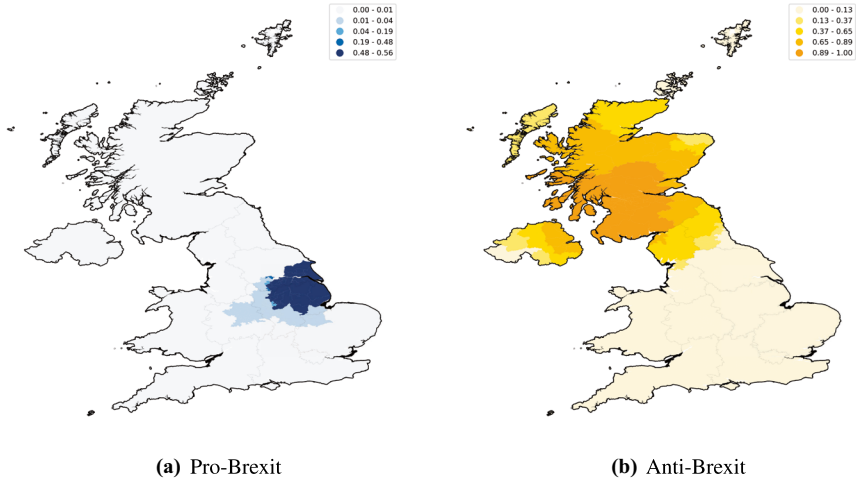 0.00 - 0.01
0.01 - 0.04
0.04 - 0.19
0.19 - 0.48
0.48 - 0.56
0.00 - 0.13
0.13 - 0.37
0.37 - 0.65
0.65 - 0.89
0.89 - 1.00
(a) Pro-Brexit
(b) Anti-Brexit